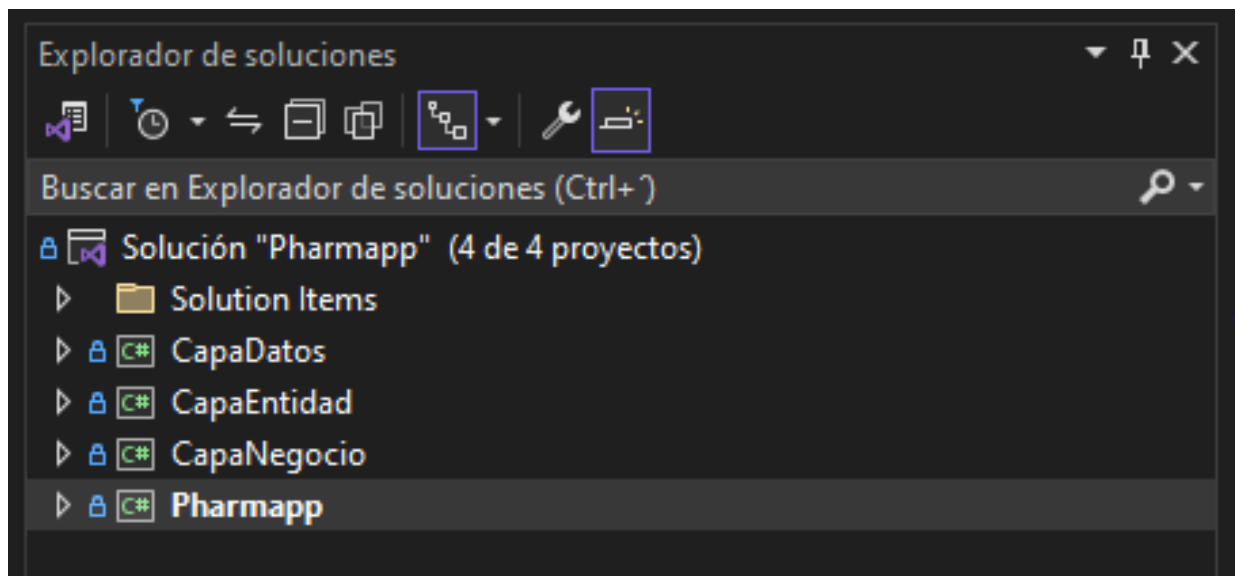 Explorador de soluciones
Buscar en Explorador de soluciones (Ctrl+´)
Solución "Pharmapp" (4 de 4 proyectos)
Solution Items
C# CapaDatos
C# CapaEntidad
C# CapaNegocio
C# Pharmapp